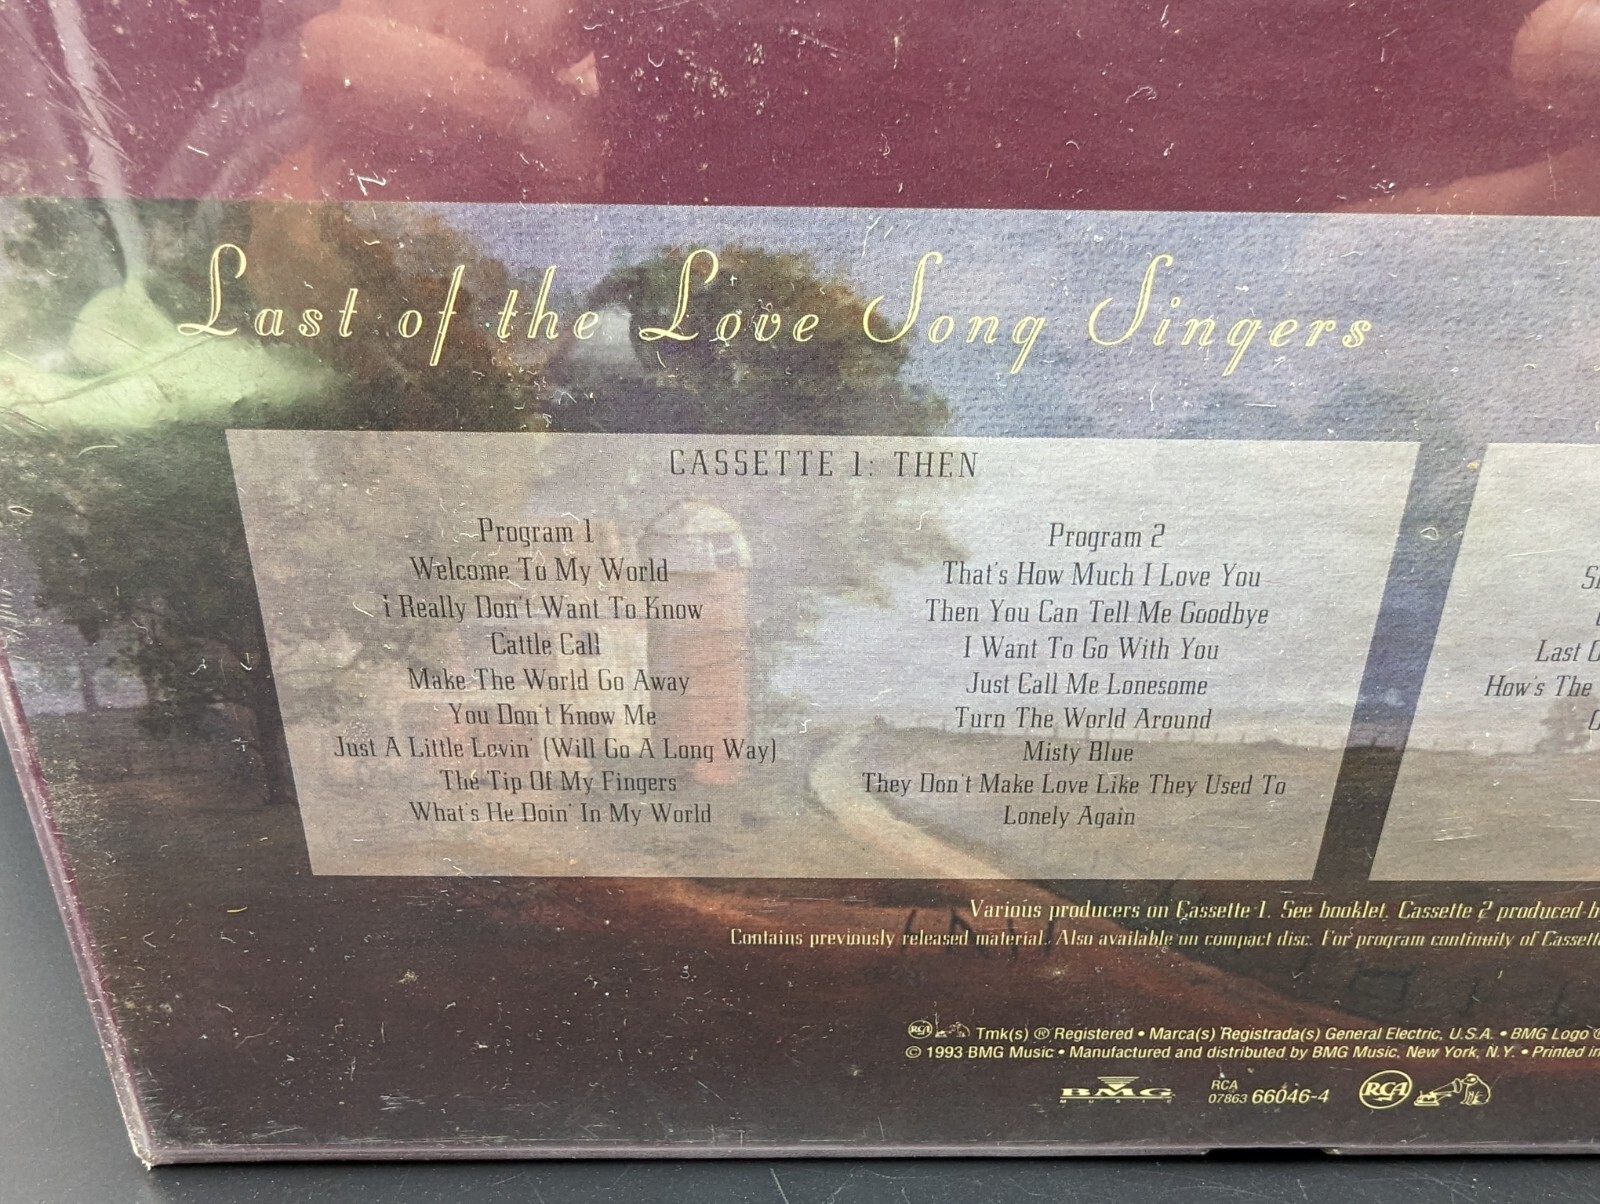 Last of the Love Song Singers
CASSETTE 1: THEN
Program 1
Welcome To My World
I Really Don't Want To Know
Cattle Call
Make The World Go Away
You Don't Know Me
Just A Little Lovin' (Will Go A Long Way)
The Tip Of My Fingers
What's He Doin' In My World
Program 2
That's How Much I Love You
Then You Can Tell Me Goodbye
I Want To Go With You
Just Call Me Lonesome
Turn The World Around
Misty Blue
They Don't Make Love Like They Used To
Lonely Again
Last
How's The
Various producers on Cassette 1. See booklet. Cassette 2 produced
Contains previously released material. Also available on compact disc. For program continuity of
RCA Tmk(s) ® Registered • Marca(s) Registrada(s) General Electric, U.S.A. • BMG Logo
© 1993 BMG Music • Manufactured and distributed by BMG Music, New York, N.Y. • Printed in
BMG
MUSIC
RCA
07863 66046-4
RCA